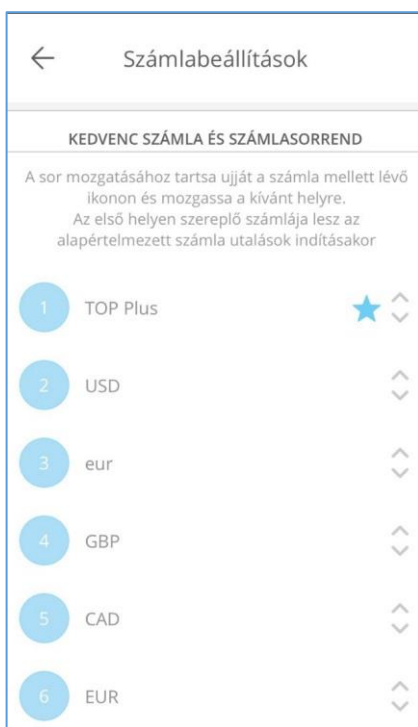 Számlabeállítások
KEDVENC SZÁMLA ÉS SZÁMLASORREND
A sor mozgatásához tartsa ujját a számla mellett lévő
ikonon és mozgassa a kívánt helyre.
Az első helyen szereplő számlája lesz az
alapértelmezett számla utalások indításakor
1 TOP Plus
2 USD
3 eur
4 GBP
5 CAD
6 EUR